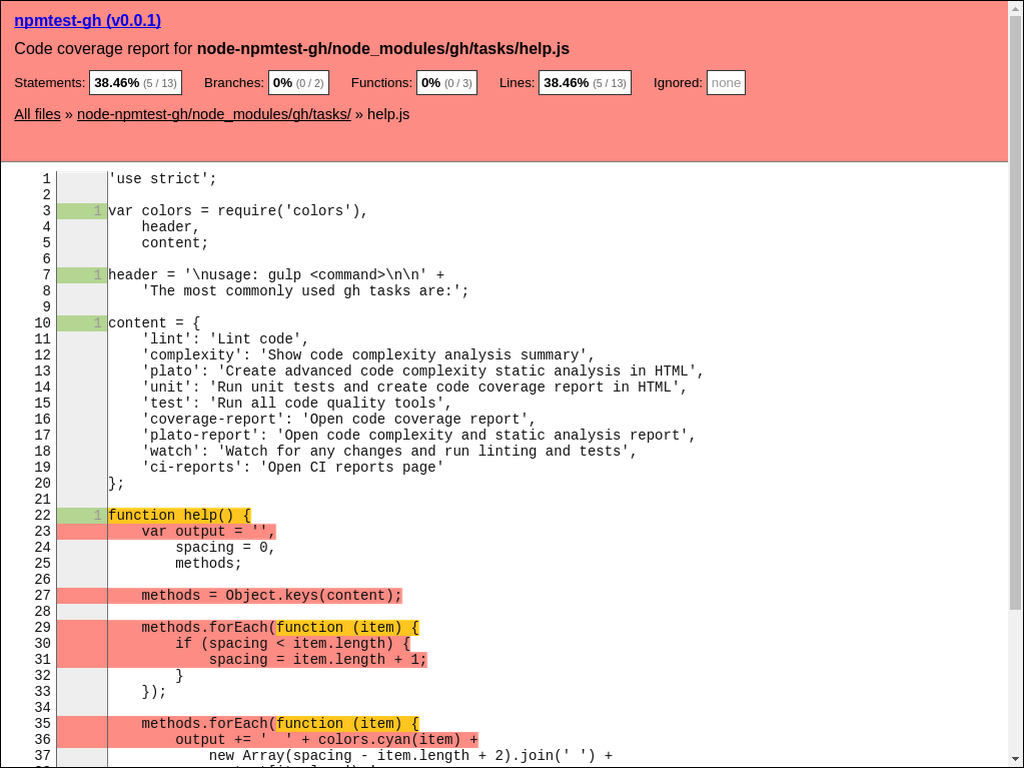 npmtest-gh (v0.0.1)
Code coverage report for node-npmtest-gh/node_modules/gh/tasks/help.js
Statements: 38.46% (5 / 13) Branches: 0% (0 / 2) Functions: 0% (0 / 3) Lines: 38.46% (5 / 13) Ignored: none
All files » node-npmtest-gh/node_modules/gh/tasks/ » help.js
1 'use strict';
2
3 1 var colors = require('colors'),
4 header,
5 content;
6
7 1 header = '\nusage: gulp <command>\n\n' +
8 'The most commonly used gh tasks are:';
9
10 1 content = {
11 'lint': 'Lint code',
12 'complexity': 'Show code complexity analysis summary',
13 'plato': 'Create advanced code complexity static analysis in HTML',
14 'unit': 'Run unit tests and create code coverage report in HTML',
15 'test': 'Run all code quality tools',
16 'coverage-report': 'Open code coverage report',
17 'plato-report': 'Open code complexity and static analysis report',
18 'watch': 'Watch for any changes and run linting and tests',
19 'ci-reports': 'Open CI reports page'
20 };
21
22 1 function help() {
23 var output = '',
24 spacing = 0,
25 methods;
26
27 methods = Object.keys(content);
28
29 methods.forEach(function (item) {
30 if (spacing < item.length) {
31 spacing = item.length + 1;
32 }
33 });
34
35 methods.forEach(function (item) {
36 output += '  ' + colors.cyan(item) +
37 new Array(spacing - item.length + 2).join(' ') +